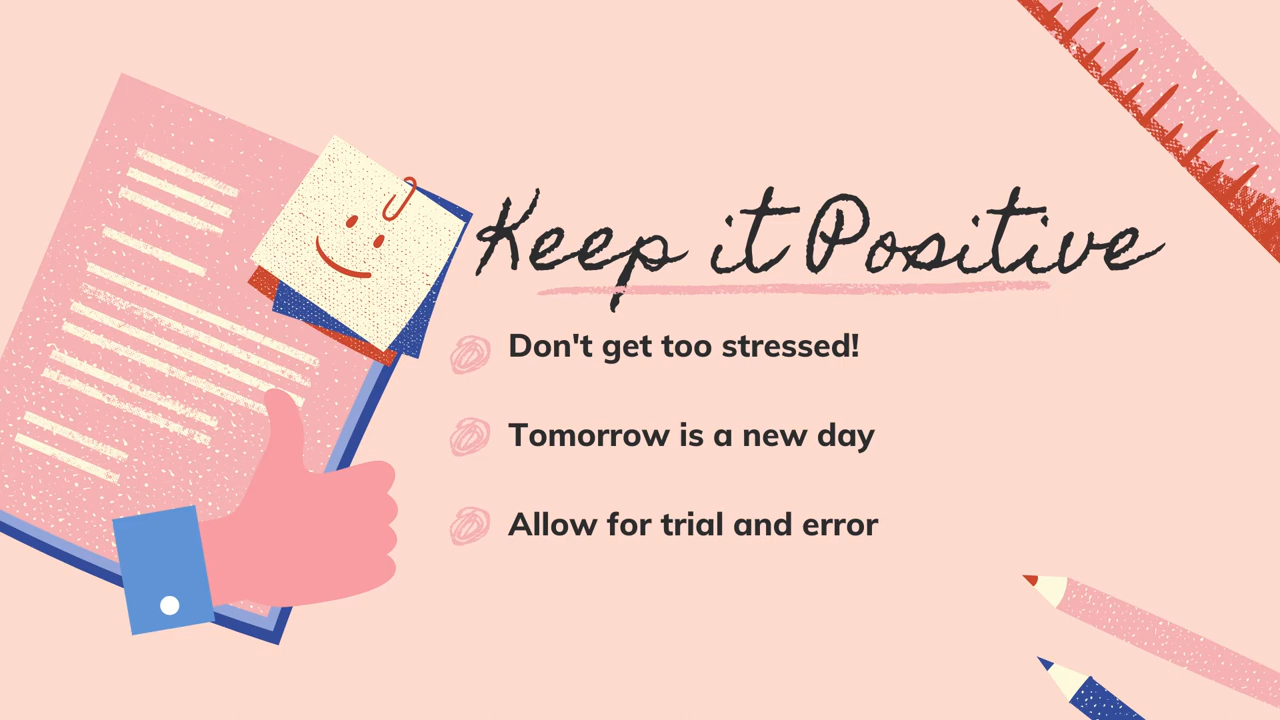 Keep it Positive
Don't get too stressed!
Tomorrow is a new day
Allow for trial and error